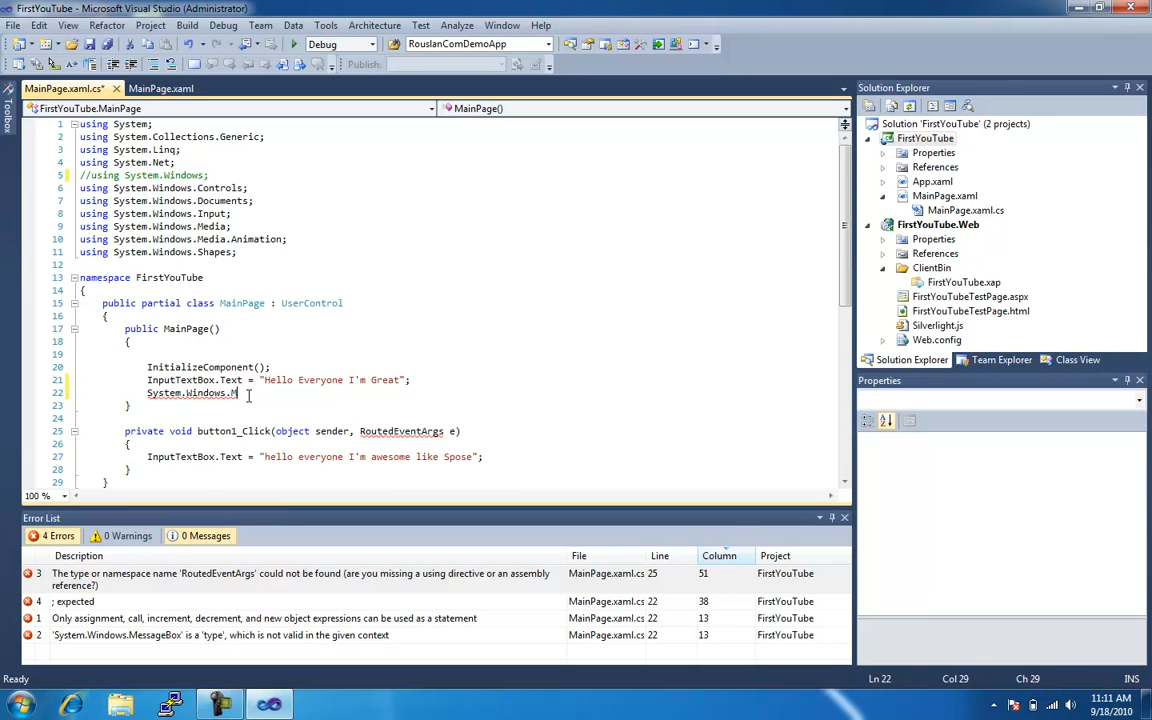 FirstYouTube - Microsoft Visual Studio (Administrator)
File Edit View Refactor Project Build Debug Team Data Tools Architecture Test Analyze Window Help
Debug RouslanComDemoApp
Publish:
MainPage.xaml.cs* MainPage.xaml
Toolbox
FirstYouTube.MainPage MainPage()
1 using System;
2 using System.Collections.Generic;
3 using System.Linq;
4 using System.Net;
5 //using System.Windows;
6 using System.Windows.Controls;
7 using System.Windows.Documents;
8 using System.Windows.Input;
9 using System.Windows.Media;
10 using System.Windows.Media.Animation;
11 using System.Windows.Shapes;
12
13 namespace FirstYouTube
14 {
15 public partial class MainPage : UserControl
16 {
17 public MainPage()
18 {
19
20 InitializeComponent();
21 InputTextBox.Text = "Hello Everyone I'm Great";
22 System.Windows.M
23 }
24
25 private void button1_Click(object sender, RoutedEventArgs e)
26 {
27 InputTextBox.Text = "hello everyone I'm awesome like Spose";
28 }
29 }
100 %
Solution Explorer
Solution 'FirstYouTube' (2 projects)
FirstYouTube
Properties
References
App.xaml
MainPage.xaml
MainPage.xaml.cs
FirstYouTube.Web
Properties
References
ClientBin
FirstYouTube.xap
FirstYouTubeTestPage.aspx
FirstYouTubeTestPage.html
Silverlight.js
Web.config
Solution Explorer Team Explorer Class View
Properties
Error List
4 Errors 0 Warnings 0 Messages
Description File Line Column Project
3 The type or namespace name 'RoutedEventArgs' could not be found (are you missing a using directive or an assembly reference?) MainPage.xaml.cs 25 51 FirstYouTube
4 ; expected MainPage.xaml.cs 22 38 FirstYouTube
1 Only assignment, call, increment, decrement, and new object expressions can be used as a statement MainPage.xaml.cs 22 13 FirstYouTube
2 'System.Windows.MessageBox' is a 'type', which is not valid in the given context MainPage.xaml.cs 22 13 FirstYouTube
Ready Ln 22 Col 29 Ch 29 INS
11:11 AM
9/18/2010